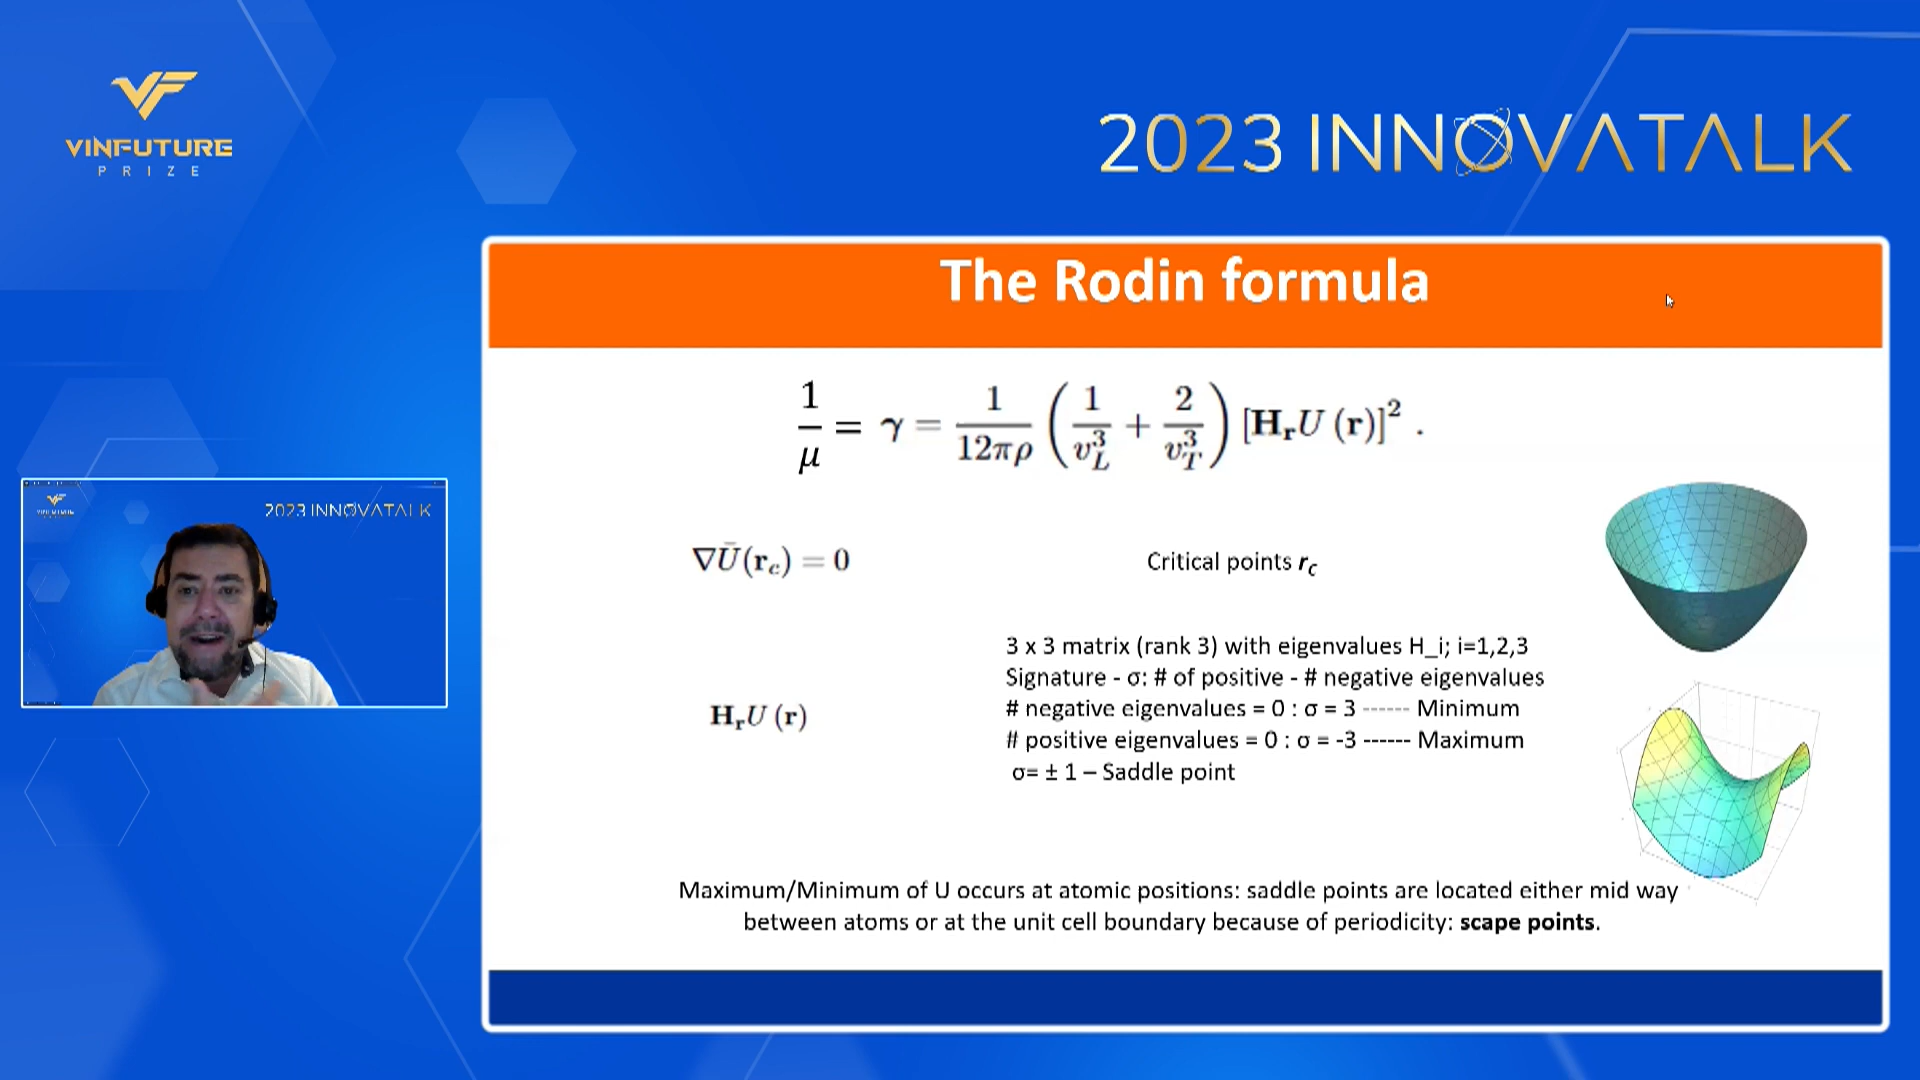 VINFUTURE
PRIZE
2023 INNOVATALK
The Rodin formula
1/μ = γ = 1/(12πρ) (1/v_L^3 + 2/v_T^3) [H_r U (r)]^2 .
∇Ū(r_c) = 0
Critical points r_c
3 x 3 matrix (rank 3) with eigenvalues H_i; i=1,2,3
Signature - σ: # of positive - # negative eigenvalues
# negative eigenvalues = 0 : σ = 3 ------ Minimum
# positive eigenvalues = 0 : σ = -3 ------ Maximum
σ= ± 1 – Saddle point
H_r U (r)
Maximum/Minimum of U occurs at atomic positions: saddle points are located either mid way
between atoms or at the unit cell boundary because of periodicity: scape points.
2023 INNOVATALK